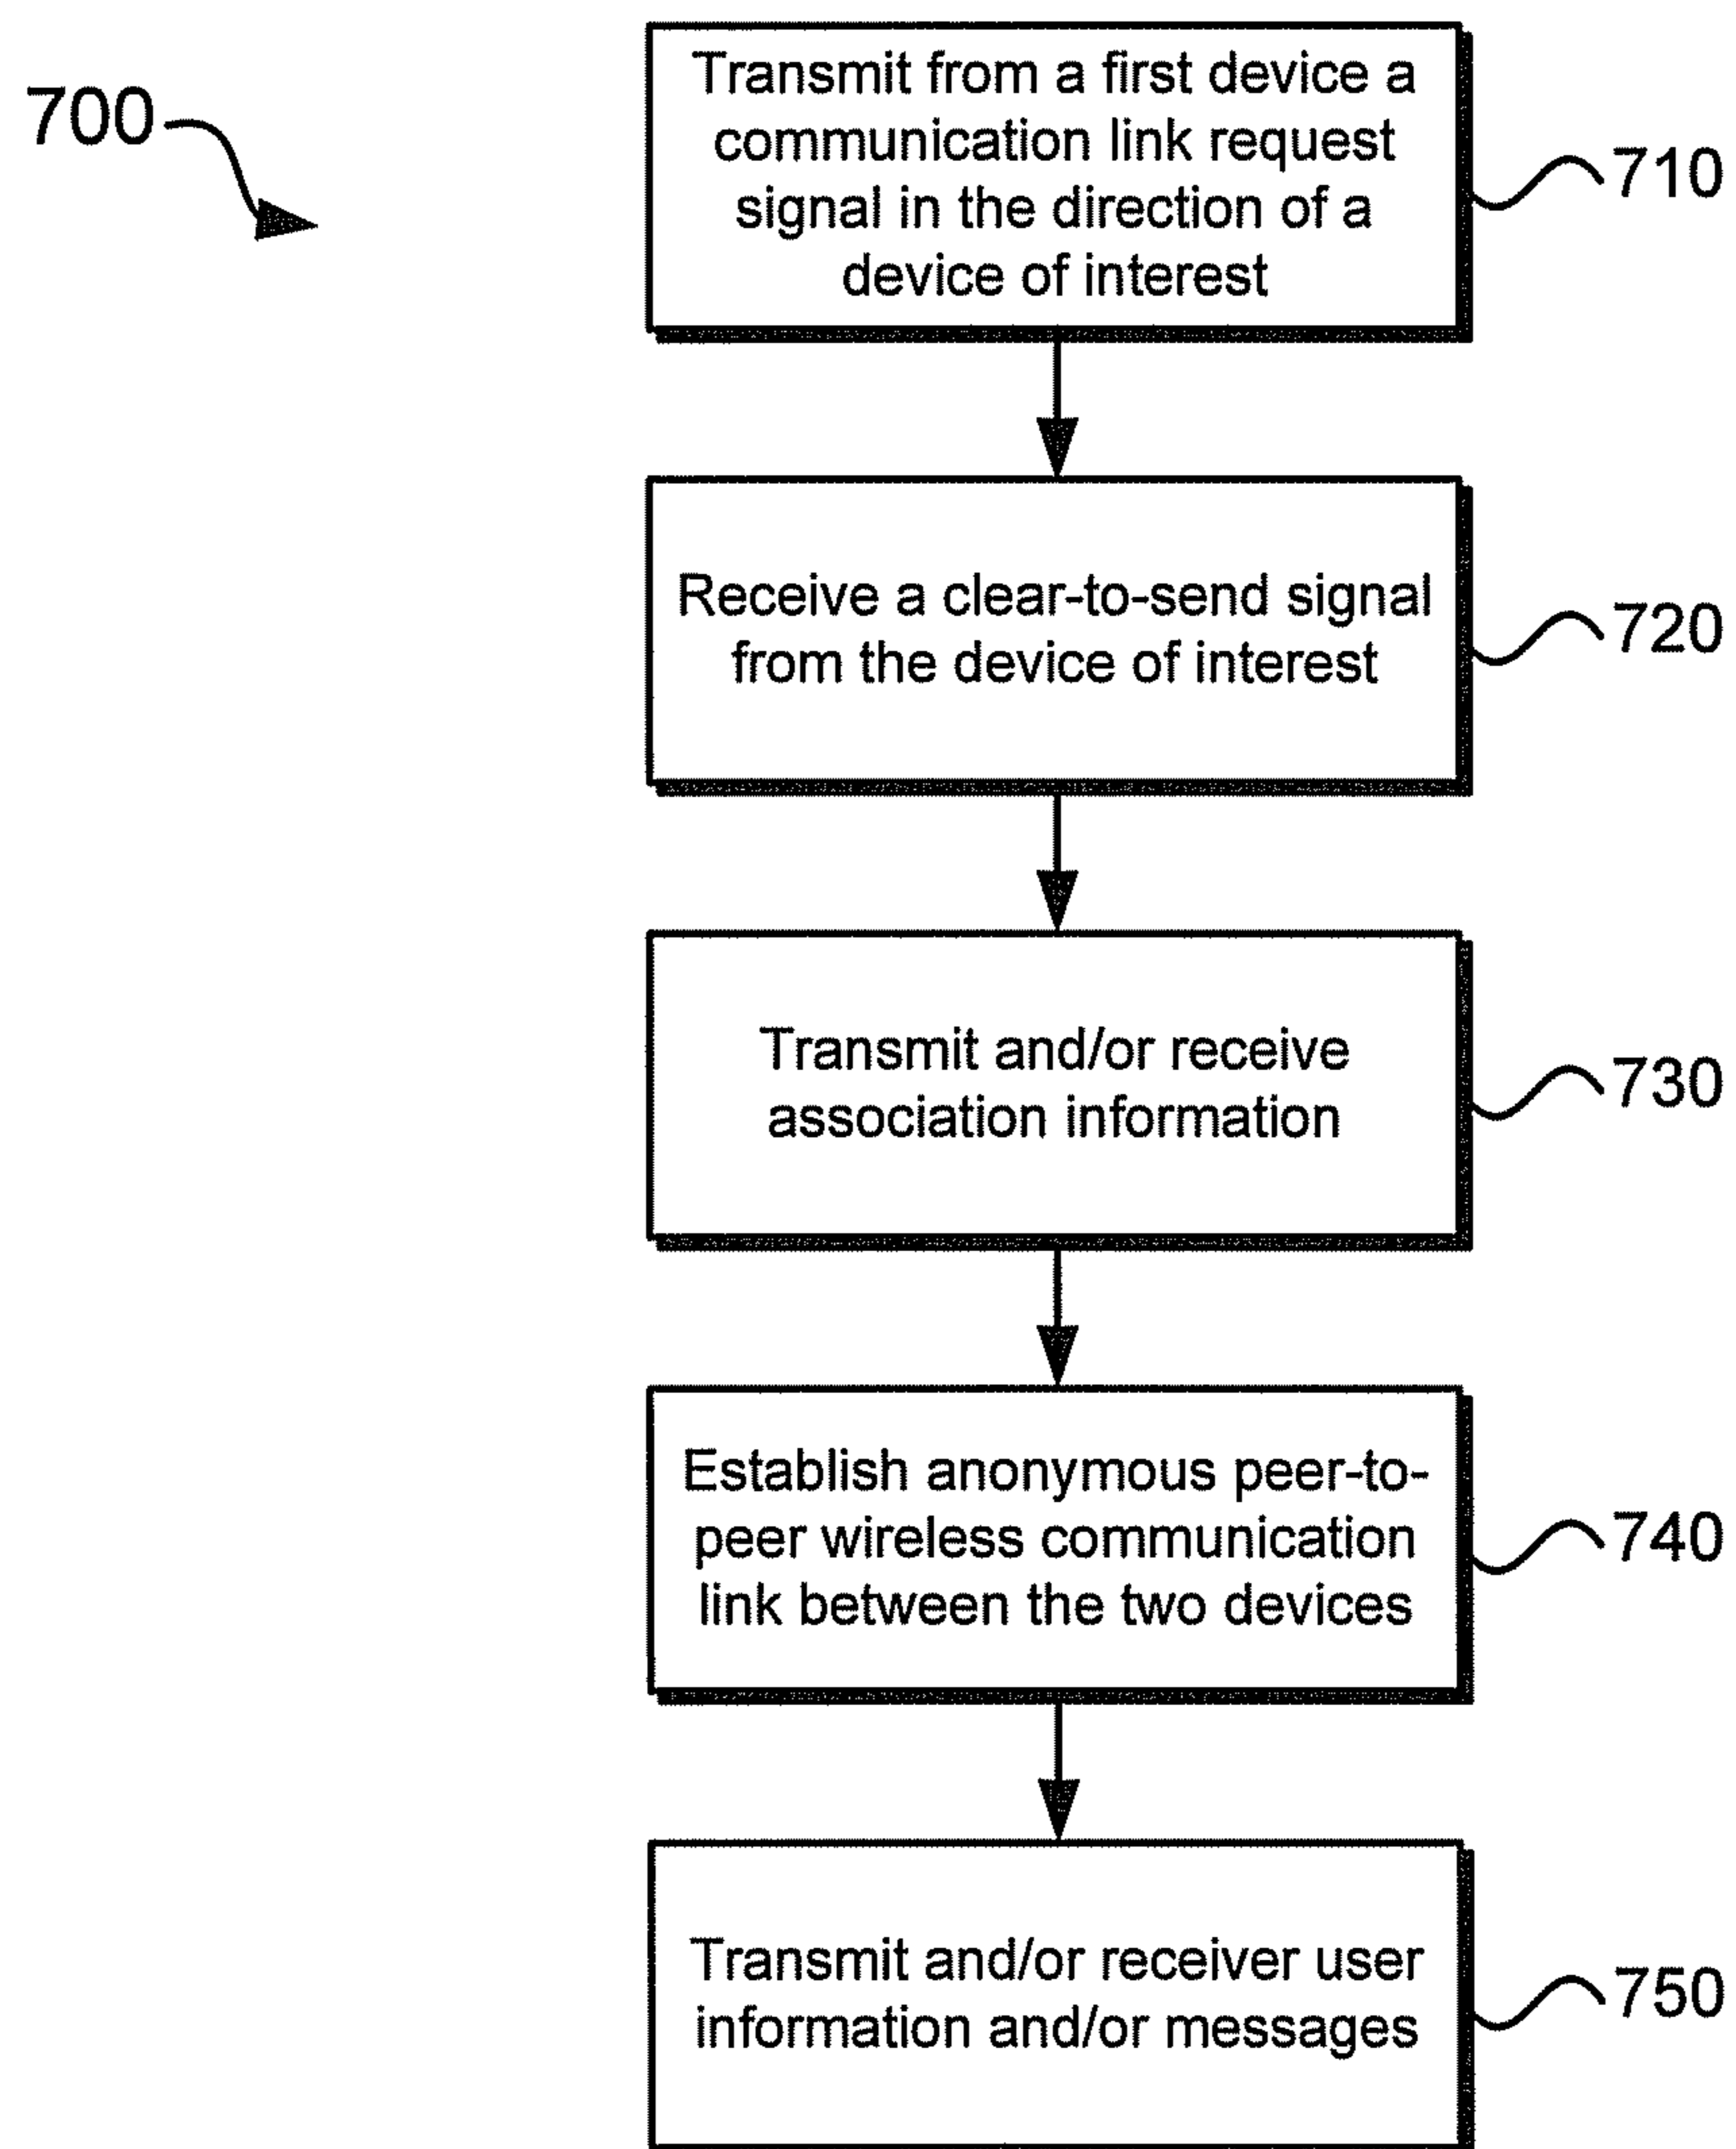 700
Transmit from a first device a
communication link request
signal in the direction of a
device of interest
710
Receive a clear-to-send signal
from the device of interest
720
Transmit and/or receive
association information
730
Establish anonymous peer-to-
peer wireless communication
link between the two devices
740
Transmit and/or receiver user
information and/or messages
750